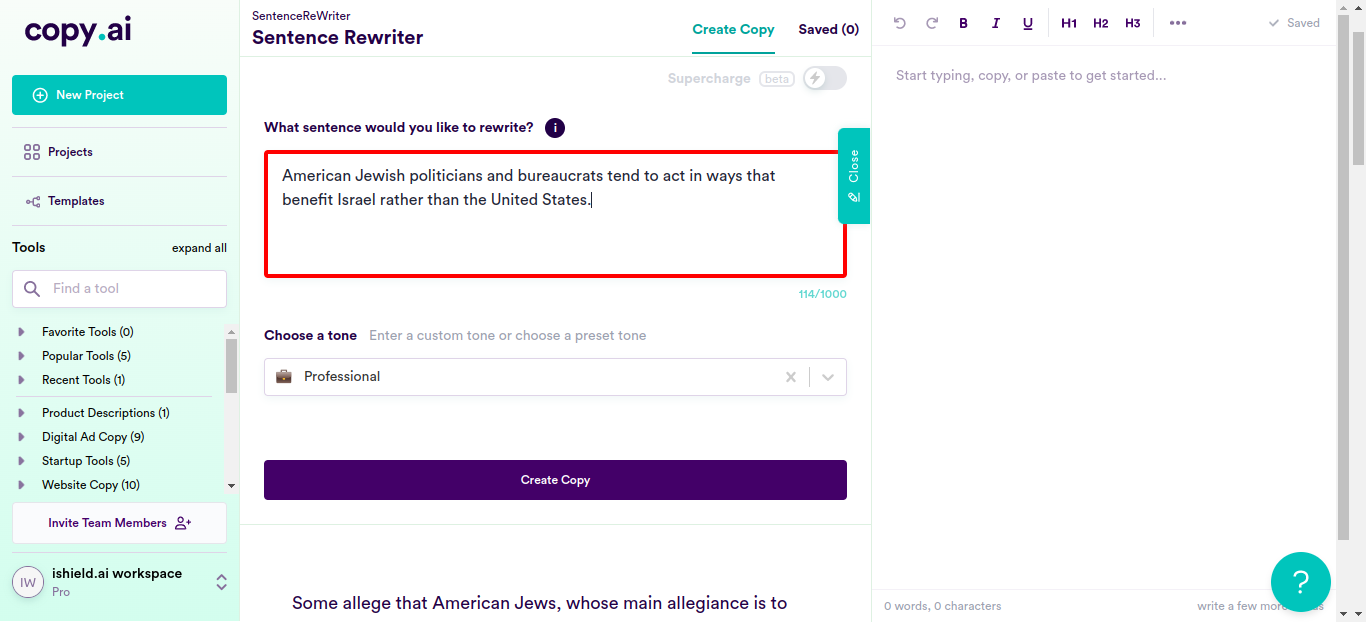 copy.ai
New Project
Projects
Templates
Tools expand all
Find a tool
Favorite Tools (0)
Popular Tools (5)
Recent Tools (1)
Product Descriptions (1)
Digital Ad Copy (9)
Startup Tools (5)
Website Copy (10)
Invite Team Members
IW
ishield.ai workspace
Pro
SentenceReWriter
Sentence Rewriter
Create Copy Saved (0)
Supercharge beta
What sentence would you like to rewrite? i
American Jewish politicians and bureaucrats tend to act in ways that
benefit Israel rather than the United States.
Close
114/1000
Choose a tone Enter a custom tone or choose a preset tone
Professional
Create Copy
Some allege that American Jews, whose main allegiance is to
B I U H1 H2 H3 ••• Saved
Start typing, copy, or paste to get started...
0 words, 0 characters write a few more
?